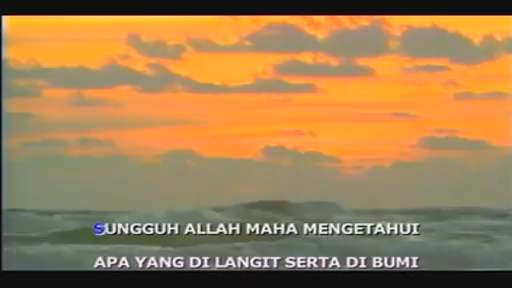 SUNGGUH ALLAH MAHA MENGETAHUI
APA YANG DI LANGIT SERTA DI BUMI